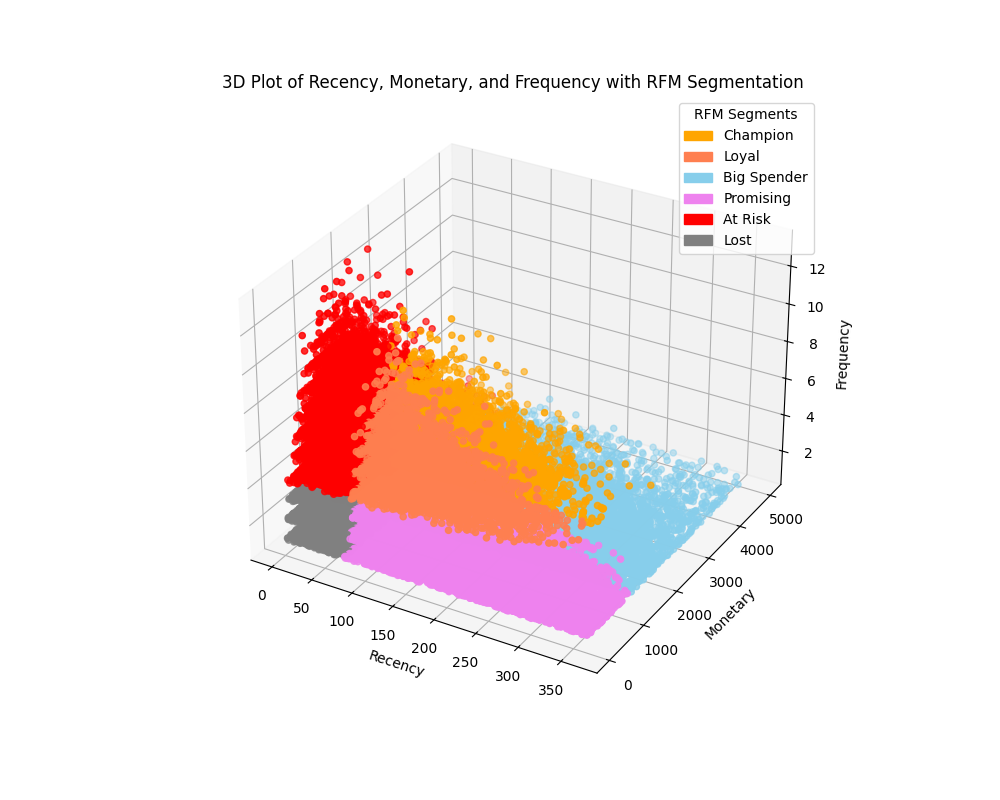 3D Plot of Recency, Monetary, and Frequency with RFM Segmentation
RFM Segments
Champion
Loyal
Big Spender
Promising
At Risk
Lost
12
10
8
6
4
2
Frequency
5000
4000
3000
2000
1000
0
Monetary
0
50
100
150
200
250
300
350
Recency